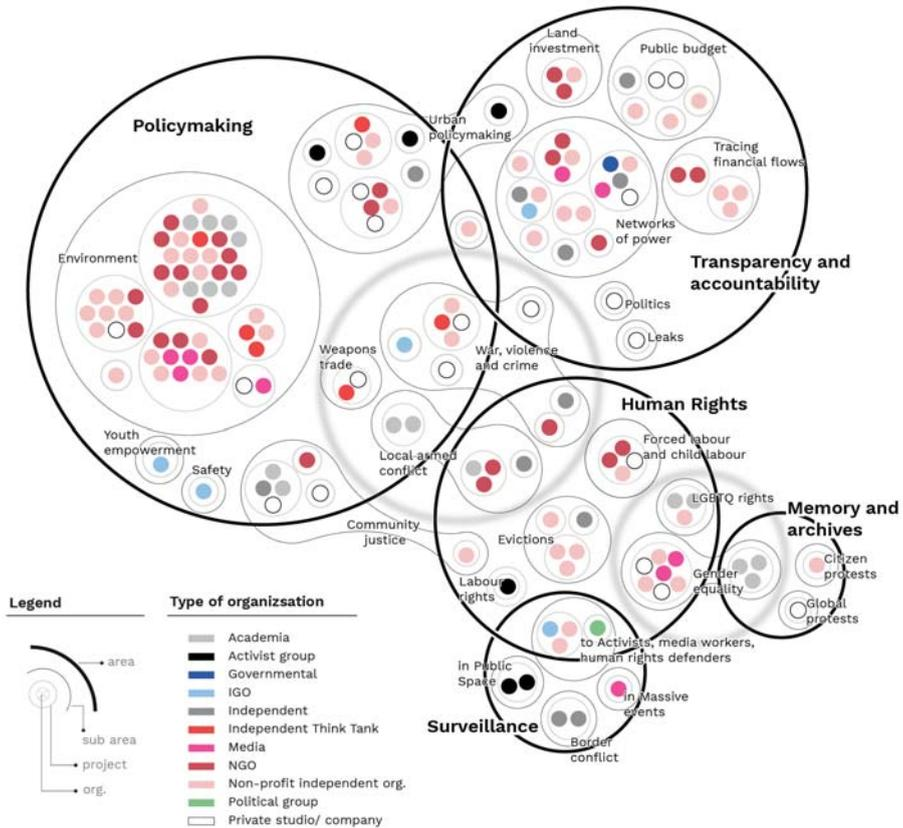 Land
investment
Public budget
Policymaking
Urban
policymaking
Tracing
financial flows
Networks
of power
Environment
Transparency and
accountability
Politics
Leaks
Weapons
trade
War, violence
and crime
Human Rights
Youth
empowerment
Safety
Local armed
conflict
Forced labour
and child labour
LGBTQ rights
Memory and
archives
Community
justice
Evictions
Labour
rights
Gender
equality
Citizen
protests
Global
protests
to Activists, media workers,
human rights defenders
in Public
Space
in Massive
events
Surveillance
Border
conflict
Legend
area
sub area
project
org.
Type of organizsation
Academia
Activist group
Governmental
IGO
Independent
Independent Think Tank
Media
NGO
Non-profit independent org.
Political group
Private studio/ company